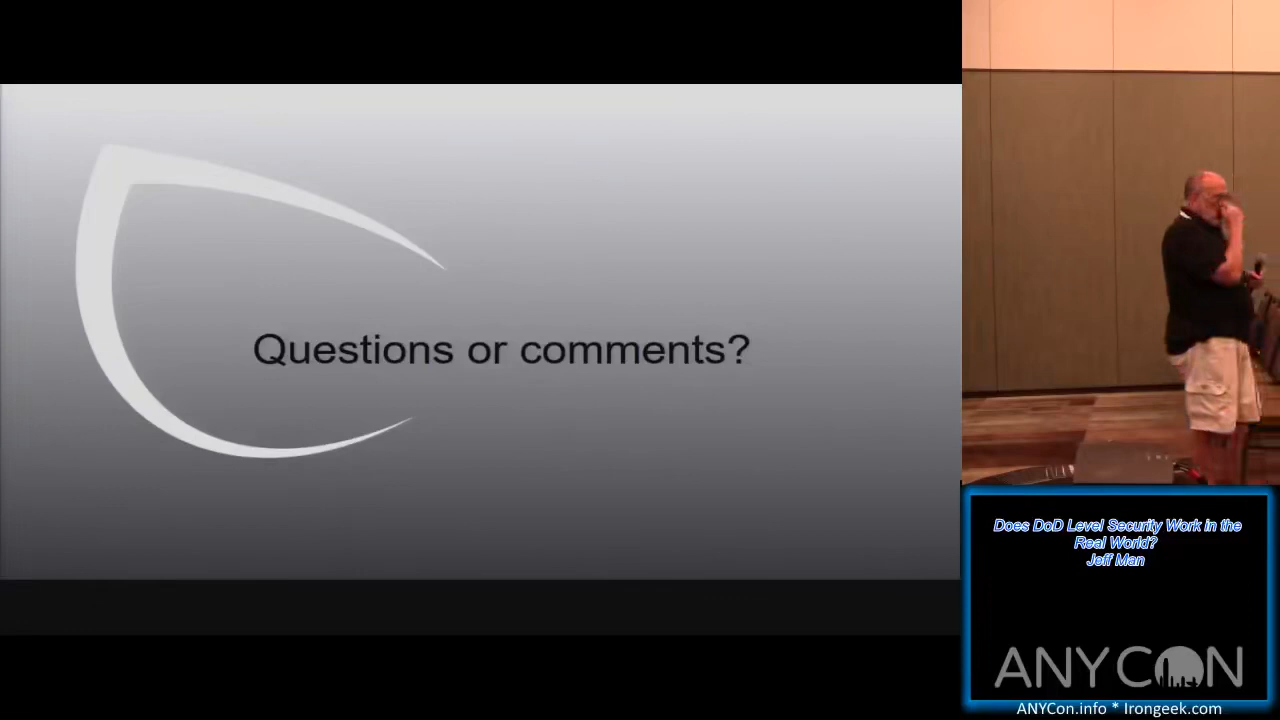 Questions or comments?
Does DoD Level Security Work in the
Real World?
Jeff Man
ANYCON
ANYCon.info * Irongeek.com